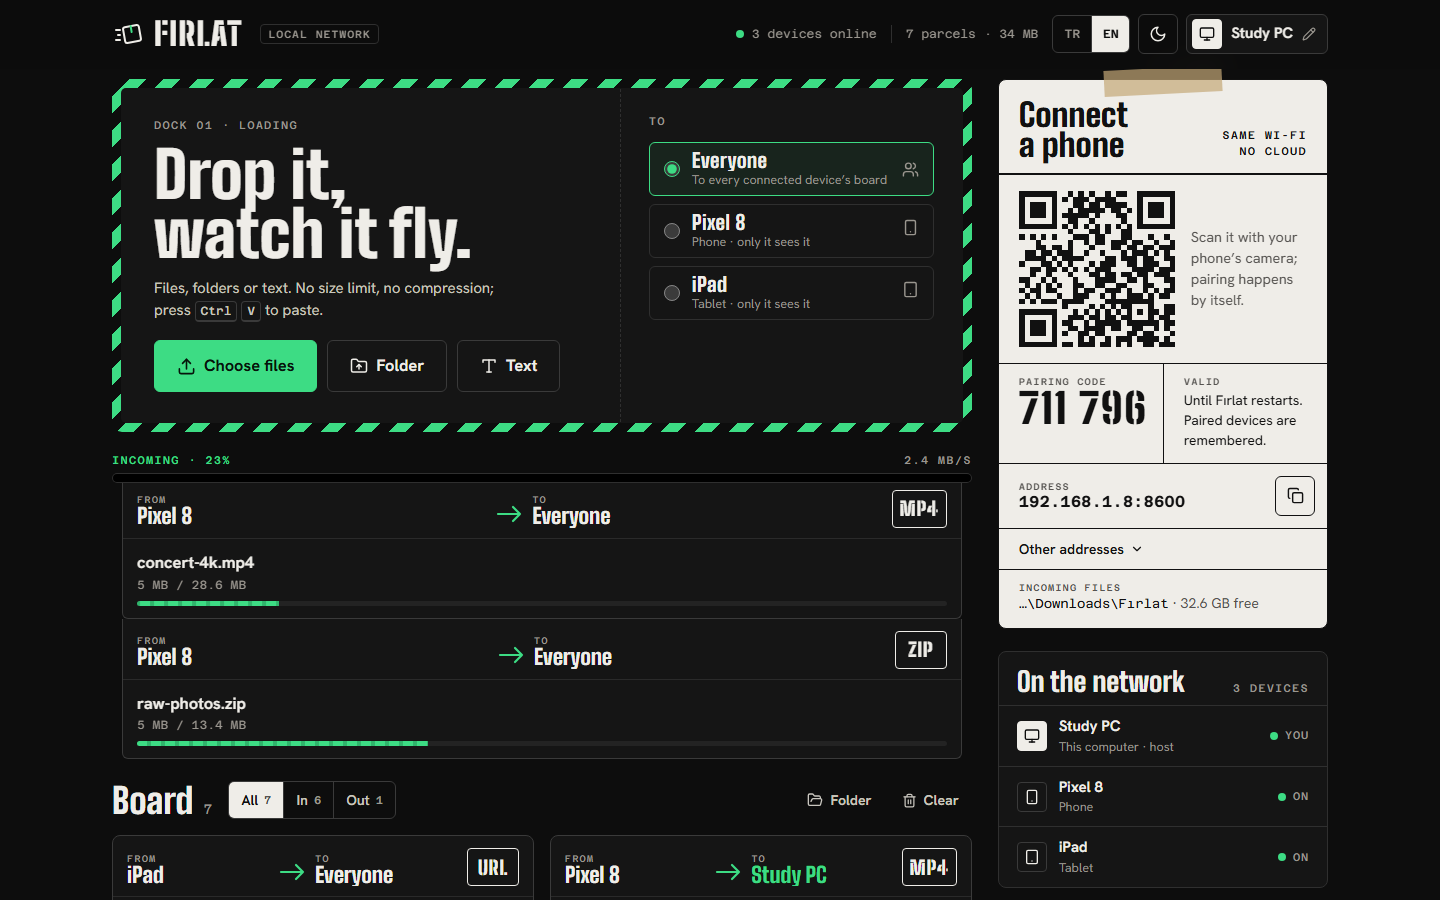 FIRLAT
LOCAL NETWORK
3 devices online
7 parcels · 34 MB
TR
EN
Study PC
DOCK 01 · LOADING
Drop it,
watch it fly.
Files, folders or text. No size limit, no compression;
press Ctrl V to paste.
Choose files
Folder
Text
TO
Everyone
To every connected device's board
Pixel 8
Phone · only it sees it
iPad
Tablet · only it sees it
INCOMING · 23%
2.4 MB/S
FROM
Pixel 8
TO
Everyone
MP4
concert-4k.mp4
5 MB / 28.6 MB
FROM
Pixel 8
TO
Everyone
ZIP
raw-photos.zip
5 MB / 13.4 MB
Board 7
All 7
In 6
Out 1
Folder
Clear
FROM
iPad
TO
Everyone
URL
FROM
Pixel 8
TO
Study PC
MP4
Connect
a phone
SAME WI-FI
NO CLOUD
Scan it with your
phone's camera;
pairing happens
by itself.
PAIRING CODE
711 796
VALID
Until Fırlat restarts.
Paired devices are
remembered.
ADDRESS
192.168.1.8:8600
Other addresses
INCOMING FILES
…\Downloads\Fırlat · 32.6 GB free
On the network
3 DEVICES
Study PC
This computer · host
YOU
Pixel 8
Phone
ON
iPad
Tablet
ON